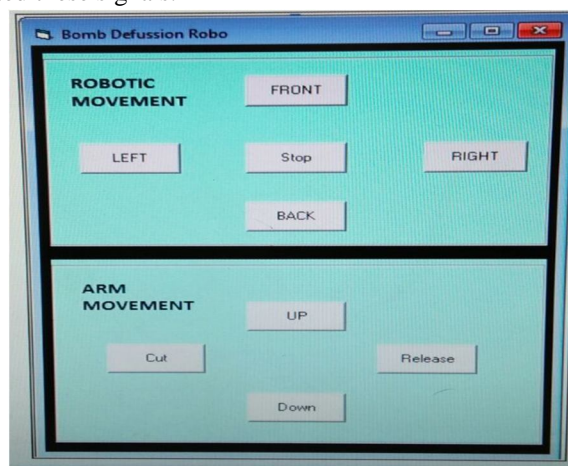 Bomb Defussion Robo
ROBOTIC
MOVEMENT
FRONT
LEFT
Stop
RIGHT
BACK
ARM
MOVEMENT
UP
Cut
Release
Down